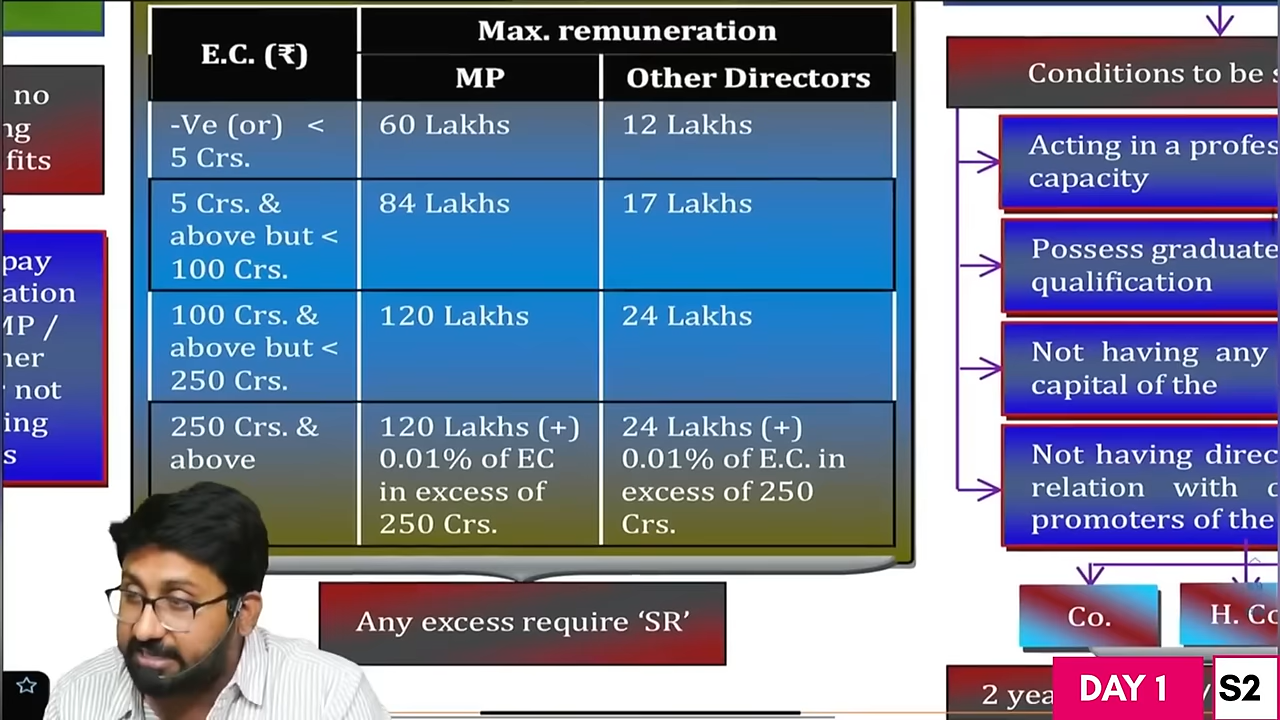 no
ng
fits
pay
ation
MP /
her
not
ing
s
E.C. (₹)
Max. remuneration
MP
Other Directors
-Ve (or) <
5 Crs.
60 Lakhs
12 Lakhs
5 Crs. &
above but <
100 Crs.
84 Lakhs
17 Lakhs
100 Crs. &
above but <
250 Crs.
120 Lakhs
24 Lakhs
250 Crs. &
above
120 Lakhs (+)
0.01% of EC
in excess of
250 Crs.
24 Lakhs (+)
0.01% of E.C. in
excess of 250
Crs.
Any excess require ‘SR’
Conditions to be s
Acting in a profes
capacity
Possess graduate
qualification
Not having any
capital of the
Not having direc
relation with
promoters of the
Co.
H. Co
2 yea
DAY 1
S2